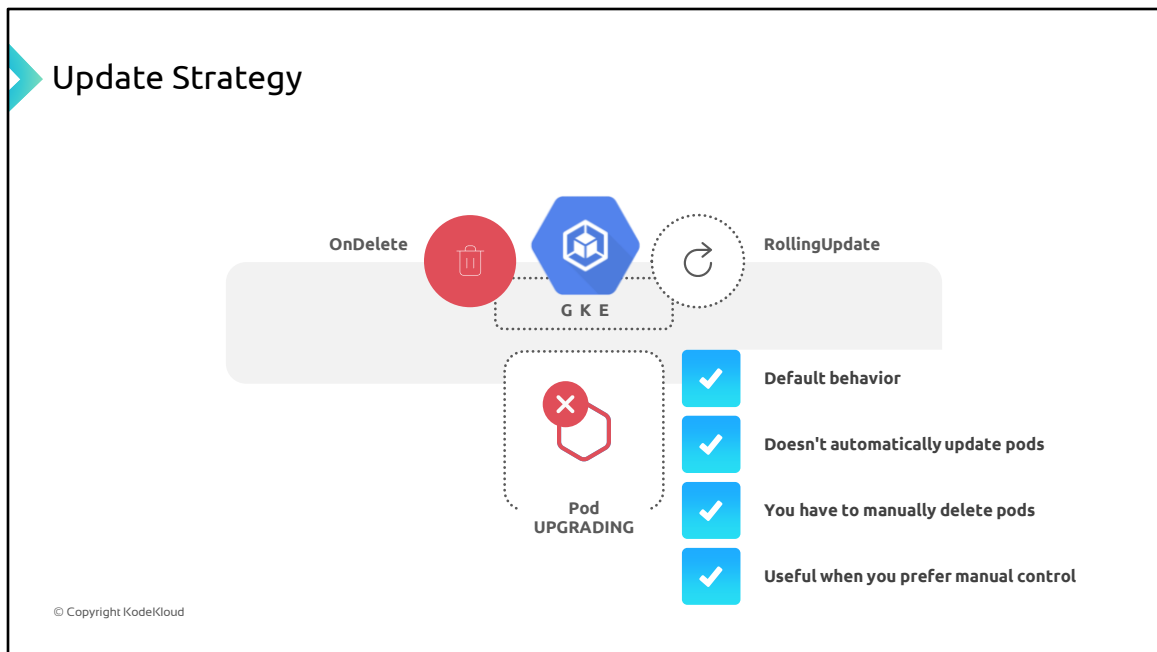 Update Strategy
OnDelete
RollingUpdate
G K E
Default behavior
Doesn't automatically update pods
You have to manually delete pods
Pod
UPGRADING
Useful when you prefer manual control
© Copyright KodeKloud